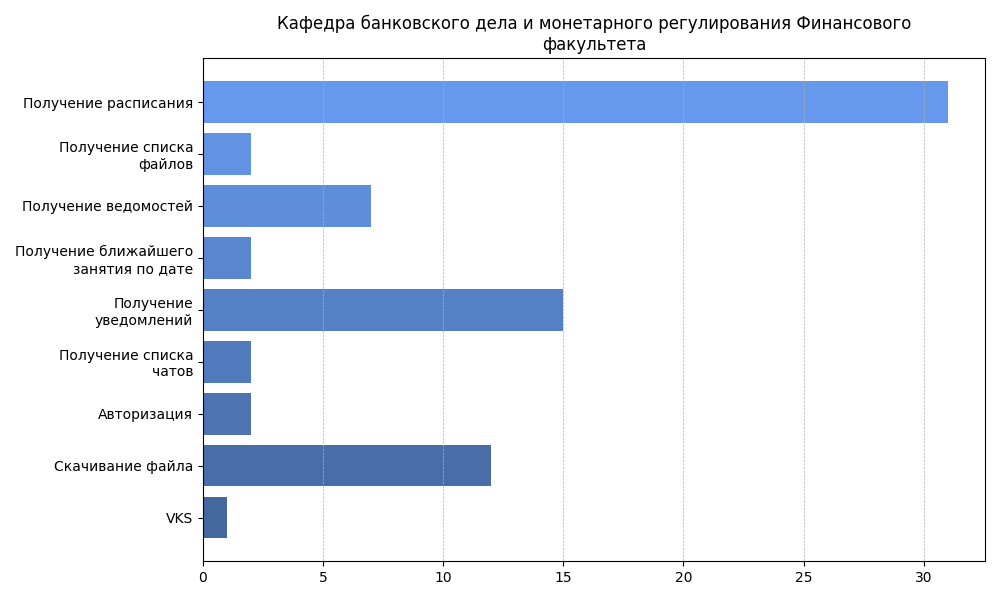 Кафедра банковского дела и монетарного регулирования Финансового
факультета
Получение расписания
Получение списка
файлов
Получение ведомостей
Получение ближайшего
занятия по дате
Получение
уведомлений
Получение списка
чатов
Авторизация
Скачивание файла
VKS
0 5 10 15 20 25 30